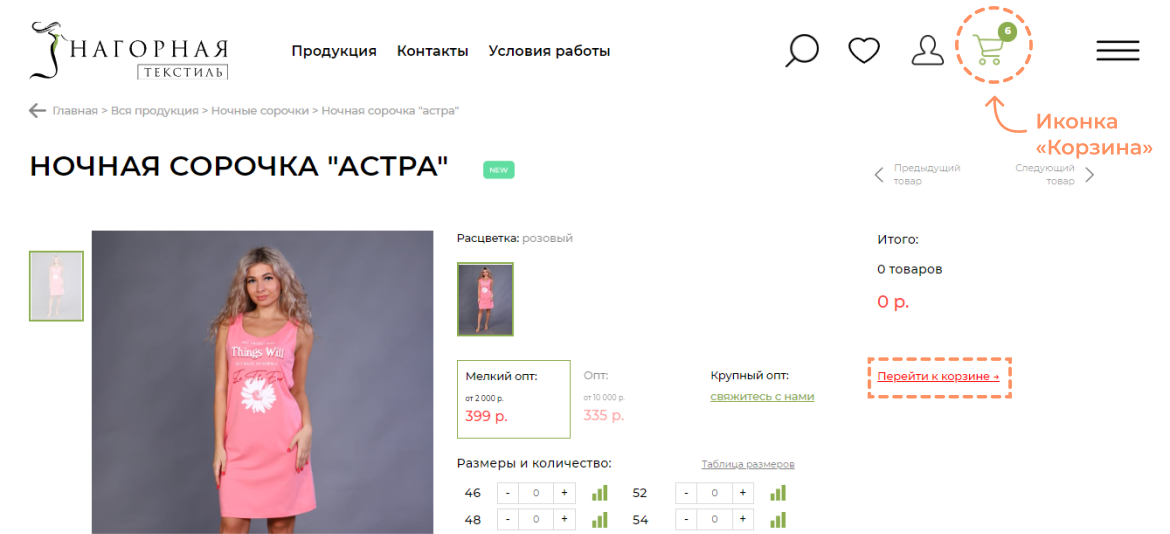 НАГОРНАЯ
ТЕКСТИЛЬ
Продукция Контакты Условия работы
6
Иконка
«Корзина»
Главная > Вся продукция > Ночные сорочки > Ночная сорочка "астра"
НОЧНАЯ СОРОЧКА "АСТРА"
NEW
Предыдущий
товар
Следующий
товар
Things Will
Расцветка: розовый
Итого:
0 товаров
0 р.
Мелкий опт:
от 2 000 р.
399 р.
Опт:
от 10 000 р.
335 р.
Крупный опт:
свяжитесь с нами
Перейти к корзине →
Размеры и количество:
Таблица размеров
46 - 0 + 52 - 0 +
48 - 0 + 54 - 0 +